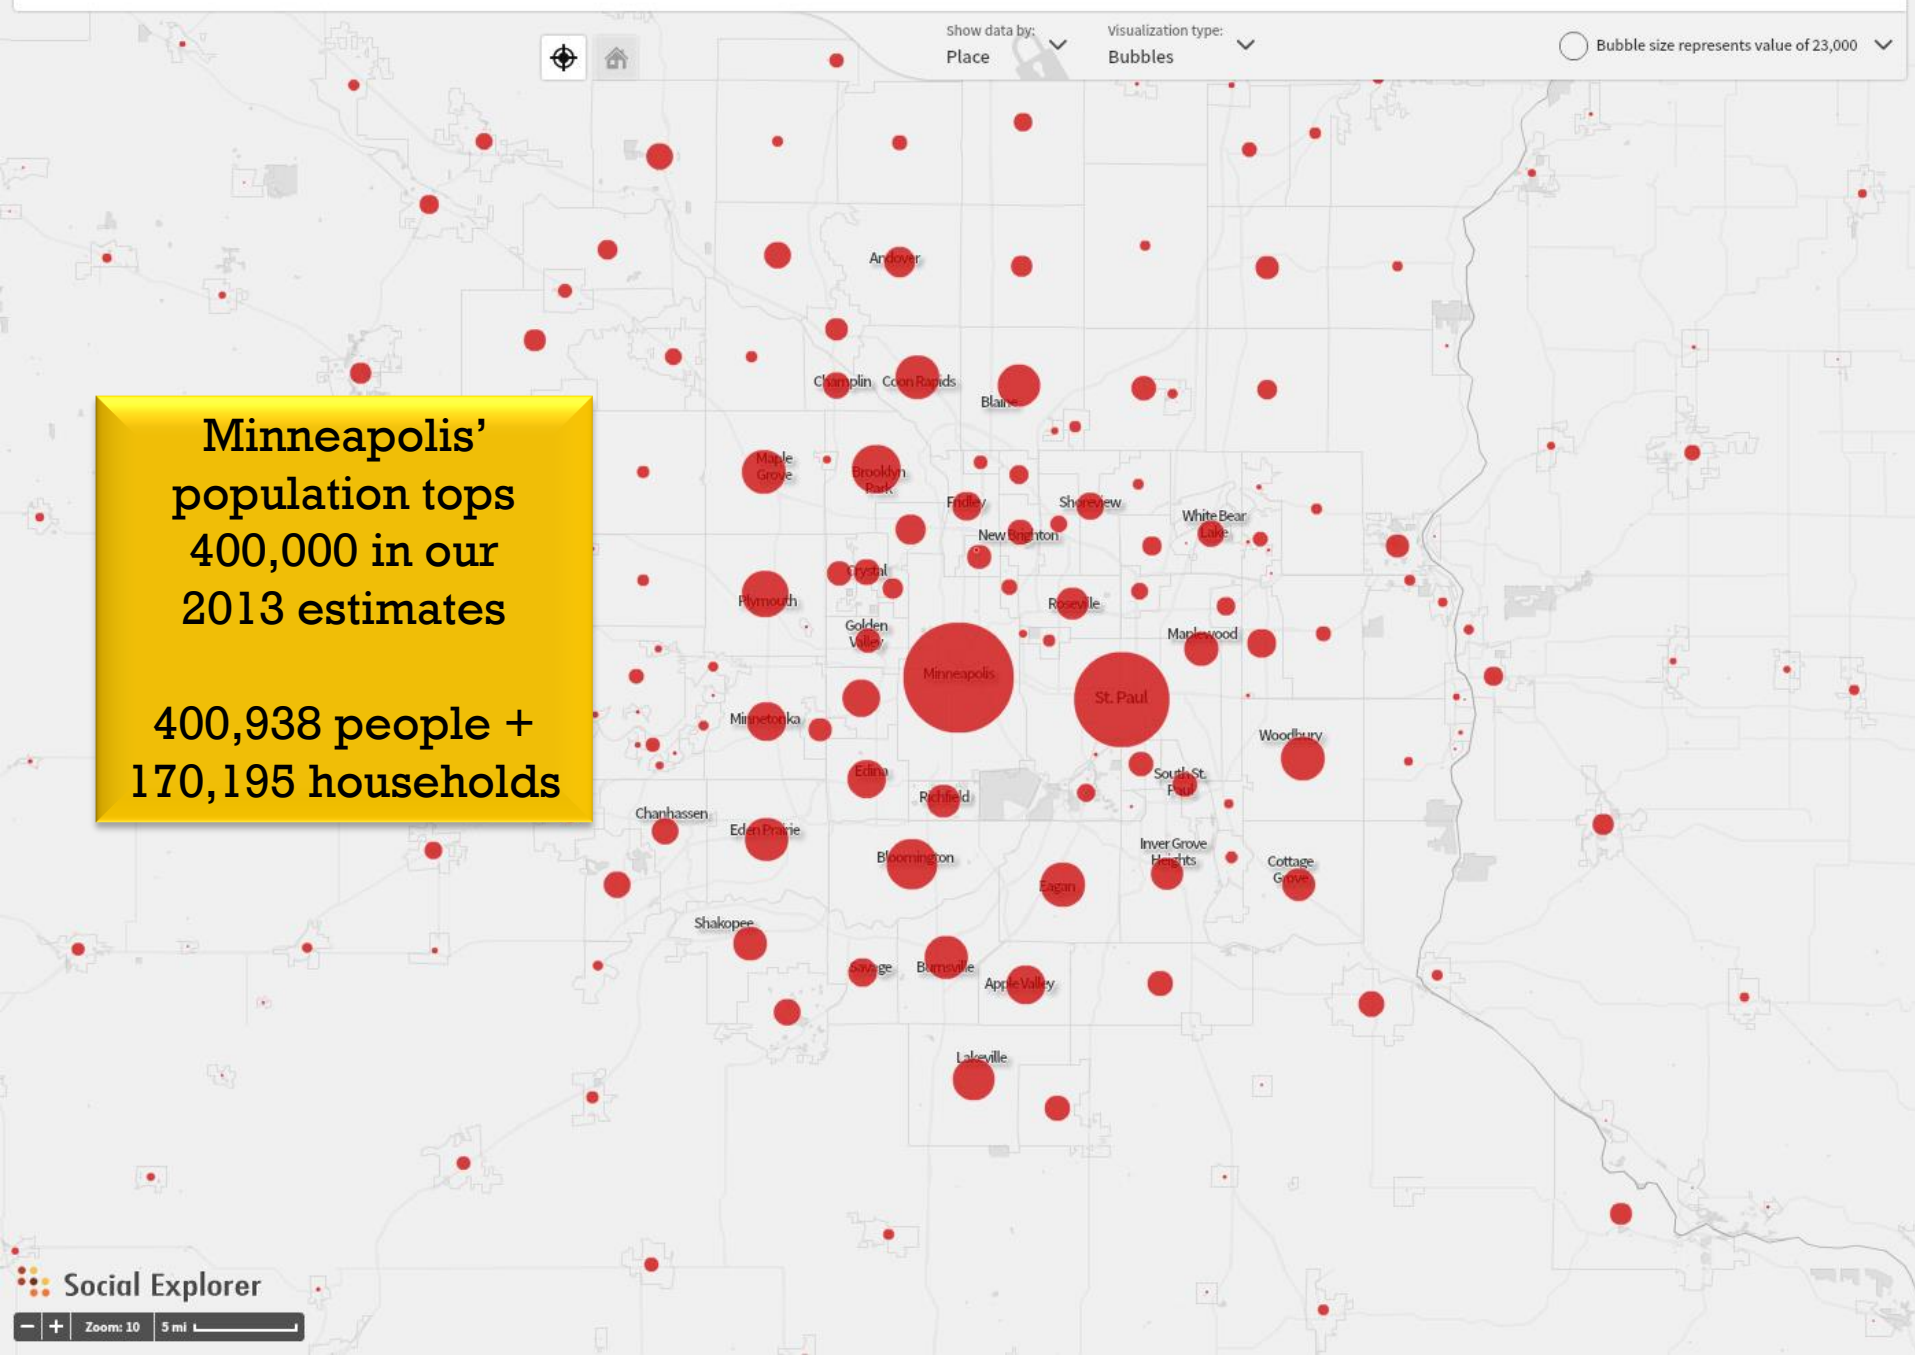 Show data by:
Place
Visualization type:
Bubbles
Bubble size represents value of 23,000
Andover
Champlin
Coon Rapids
Blaine
Minneapolis’
population tops
400,000 in our
2013 estimates
400,938 people +
170,195 households
Maple
Grove
Brooklyn
Park
Fridley
Shoreview
New Brighton
White Bear
Lake
Crystal
Plymouth
Roseville
Golden
Valley
Maplewood
Minneapolis
St. Paul
Minnetonka
Woodbury
Edina
South St.
Paul
Richfield
Chanhassen
Eden Prairie
Bloomington
Inver Grove
Heights
Cottage
Grove
Eagan
Shakopee
Savage
Burnsville
Apple Valley
Lakeville
Social Explorer
Zoom: 10
5 mi